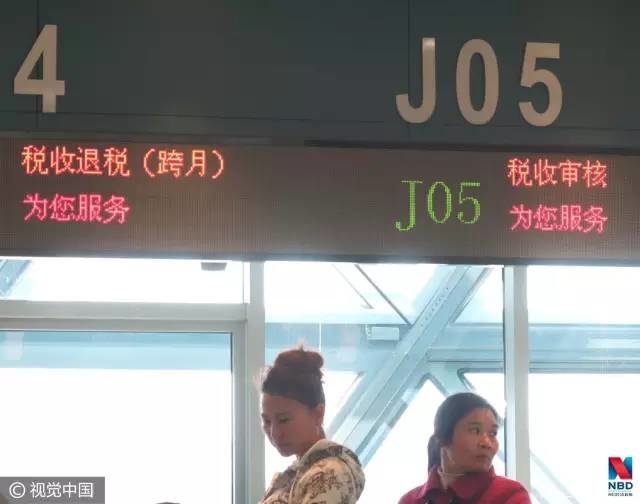 4
J05
税收退税（跨月）
为您服务
J05
税收审核
为您服务
© 视觉中国
NBD